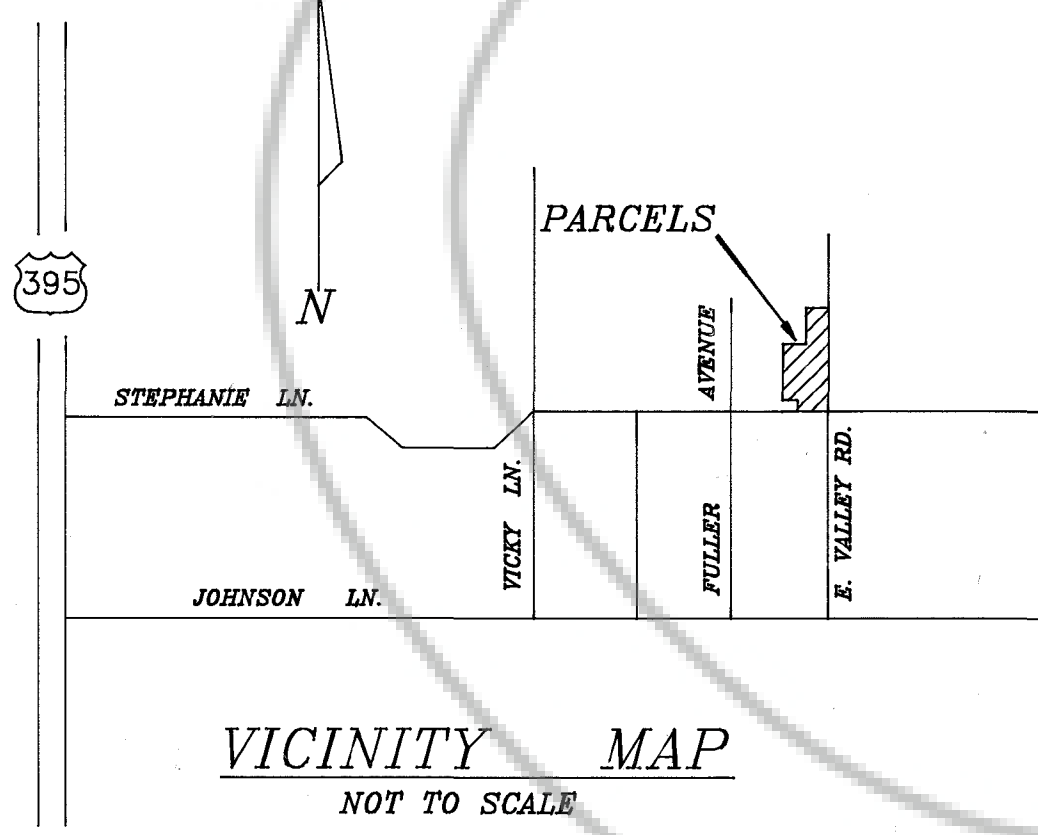 PARCELS
395
N
AVENUE
STEPHANIE LN.
VICKY LN.
FULLER
E. VALLEY RD.
JOHNSON LN.
VICINITY MAP
NOT TO SCALE